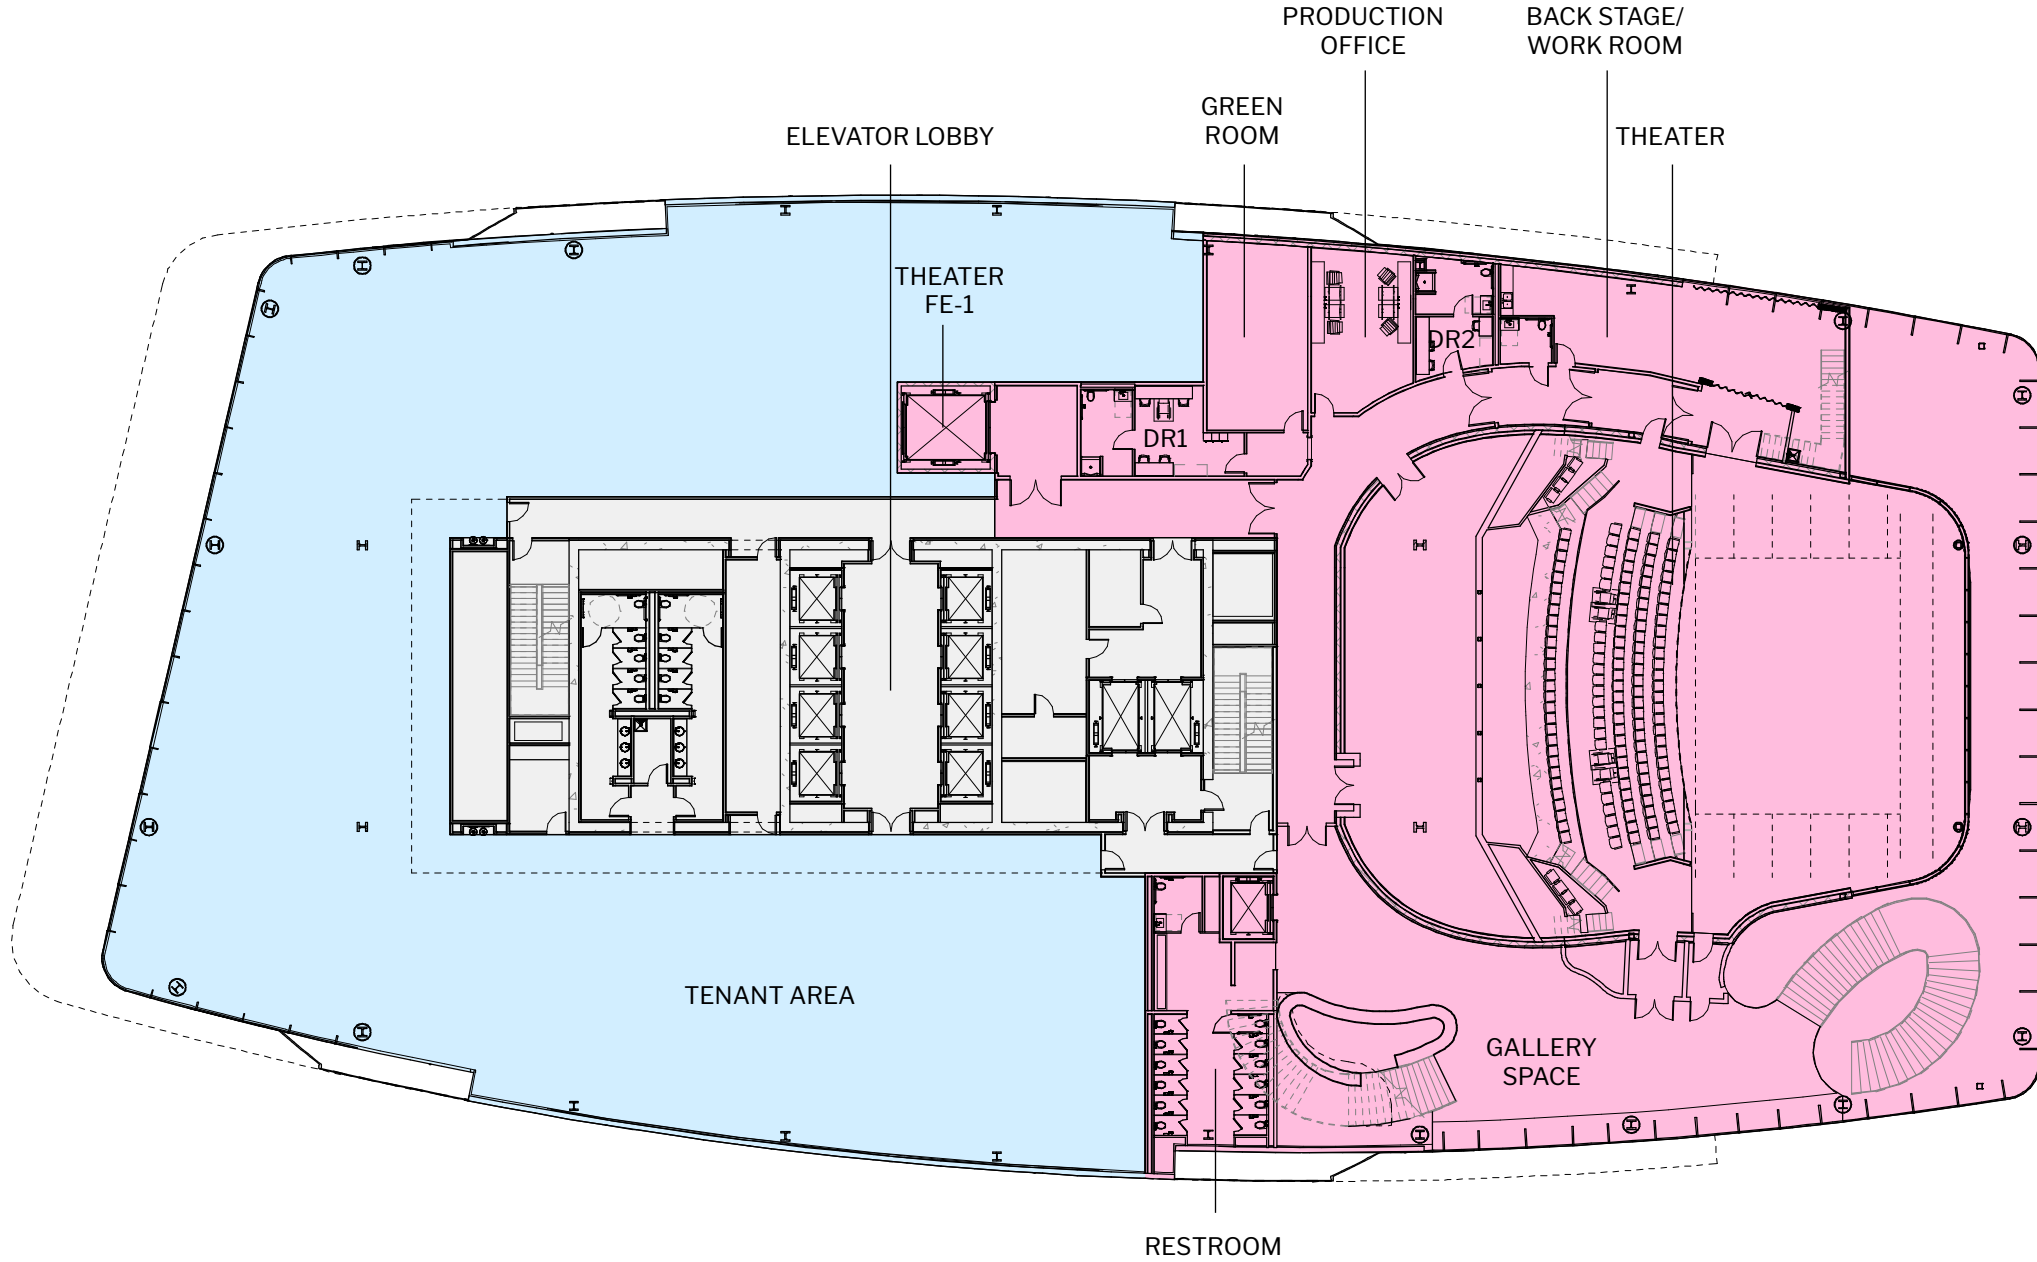 PRODUCTION
OFFICE
BACK STAGE/
WORK ROOM
GREEN
ROOM
ELEVATOR LOBBY
THEATER
THEATER
FE-1
DR2
DR1
TENANT AREA
GALLERY
SPACE
RESTROOM